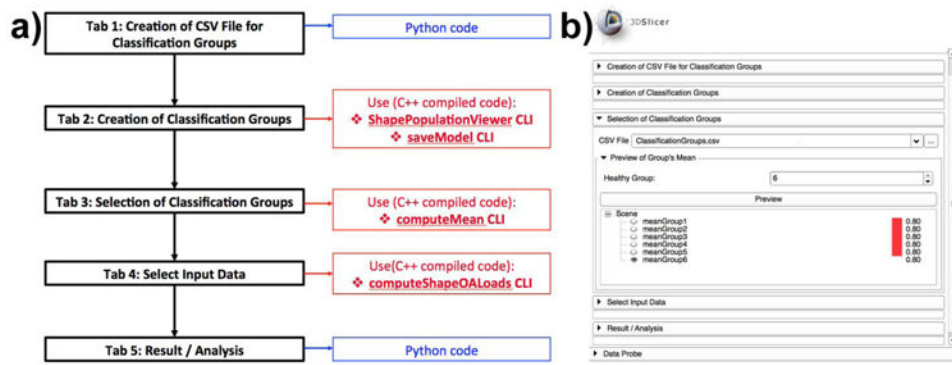 a)
Tab 1: Creation of CSV File for
Classification Groups
Python code
Tab 2: Creation of Classification Groups
Use (C++ compiled code):
❖ ShapePopulationViewer CLI
❖ saveModel CLI
Tab 3: Selection of Classification Groups
Use (C++ compiled code):
❖ computeMean CLI
Tab 4: Select Input Data
Use(C++ compiled code):
❖ computeShapeOALoads CLI
Tab 5: Result / Analysis
Python code
b)
3DSlicer
Creation of CSV File for Classification Groups
Creation of Classification Groups
Selection of Classification Groups
CSV File ClassificationGroups.csv ...
Preview of Group's Mean
Healthy Group: 6
Preview
Scene
meanGroup1 0.80
meanGroup2 0.80
meanGroup3 0.80
meanGroup4 0.80
meanGroup5 0.80
meanGroup6 0.80
Select Input Data
Result / Analysis
Data Probe